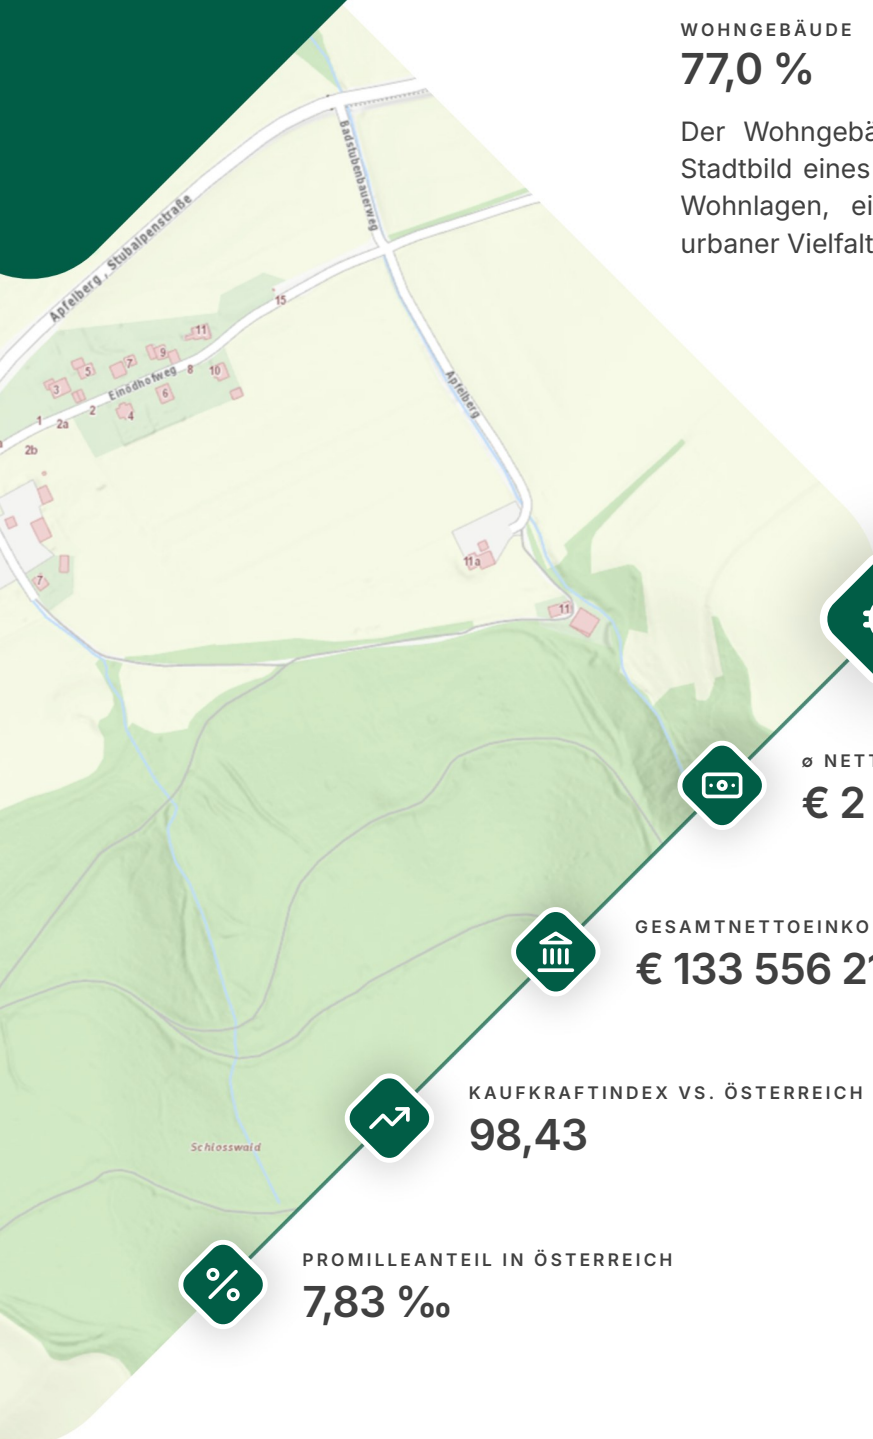 WOHNGEBÄUDE
77,0 %
Der Wohngebä
Stadtbild eines
Wohnlagen, ei
urbaner Vielfalt
Badstubenbauerweg
Apfelberg , Stubalpenstraße
15
11
9
7
5
3
Einödhofweg
8
10
6
4
2
1
2a
2b
Apfelberg
11a
7
11
ø NETT
€ 2
GESAMTNETTOEINKO
€ 133 556 2
KAUFKRAFTINDEX VS. ÖSTERREICH
98,43
Schlosswald
PROMILLEANTEIL IN ÖSTERREICH
7,83 ‰